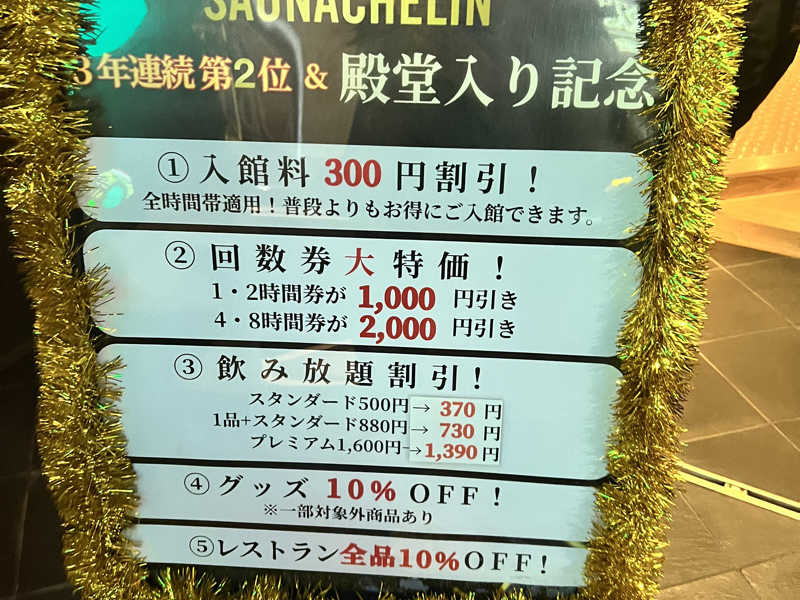 SAUNACHELIN
3年連続第2位 & 殿堂入り記念
①入館料 300 円割引！
全時間帯適用！普段よりもお得にご入館できます。
②回数券大特価！
1・2時間券が 1,000 円引き
4・8時間券が 2,000 円引き
③飲み放題割引！
スタンダード500円→ 370 円
1品+スタンダード880円→ 730 円
プレミアム1,600円→1,390 円
④グッズ 10% OFF！
※一部対象外商品あり
⑤レストラン全品10%OFF！